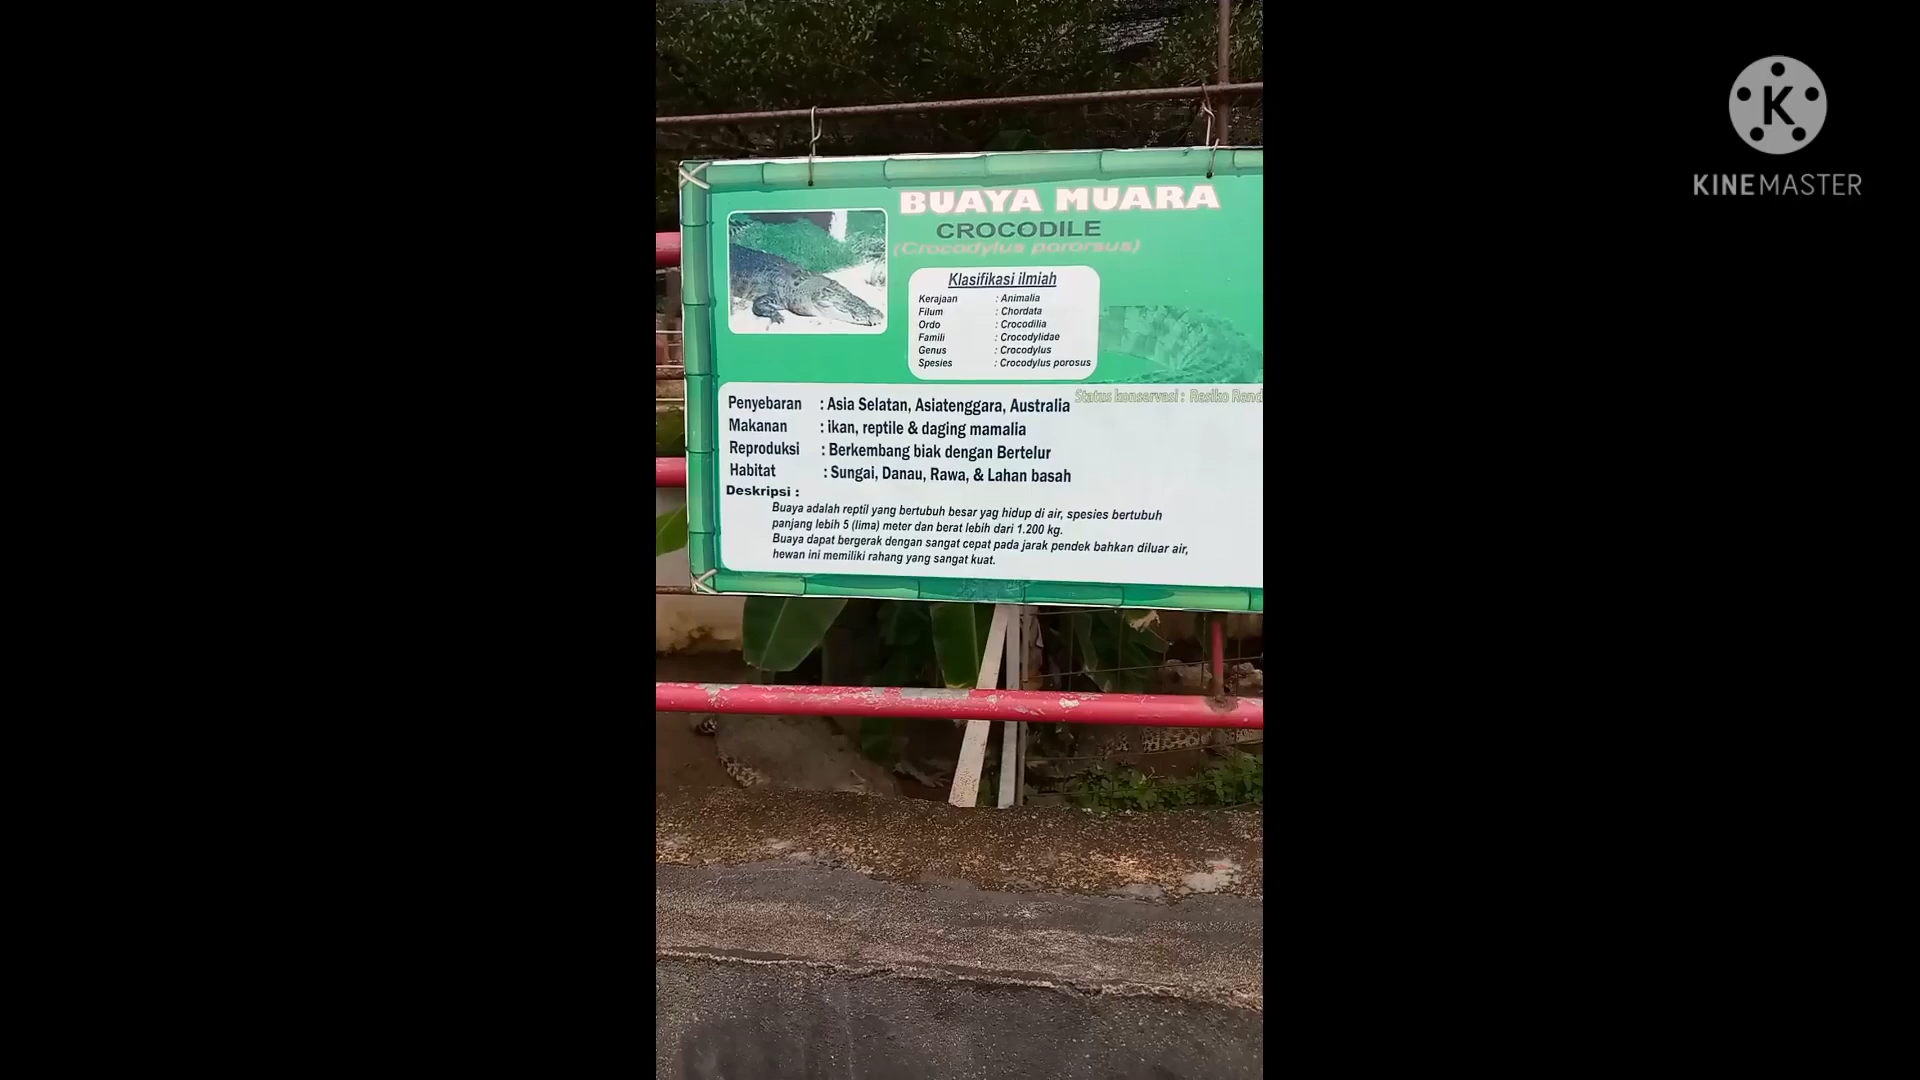 BUAYA MUARA
CROCODILE
(Crocodylus pororsus)
Klasifikasi ilmiah
Kerajaan : Animalia
Filum : Chordata
Ordo : Crocodilia
Famili : Crocodylidae
Genus : Crocodylus
Spesies : Crocodylus porosus
Status konservasi : Resiko Rend
Penyebaran : Asia Selatan, Asiatenggara, Australia
Makanan : ikan, reptile & daging mamalia
Reproduksi : Berkembang biak dengan Bertelur
Habitat : Sungai, Danau, Rawa, & Lahan basah
Deskripsi :
Buaya adalah reptil yang bertubuh besar yag hidup di air, spesies bertubuh
panjang lebih 5 (lima) meter dan berat lebih dari 1.200 kg.
Buaya dapat bergerak dengan sangat cepat pada jarak pendek bahkan diluar air,
hewan ini memiliki rahang yang sangat kuat.
K
KINEMASTER